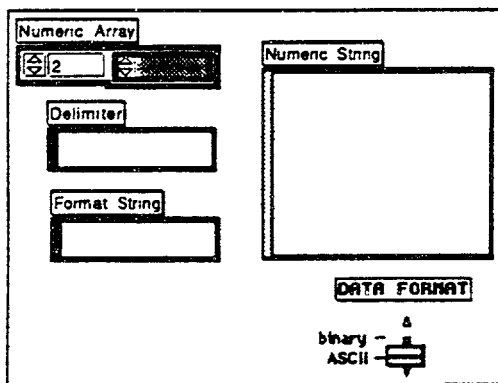 Numeric Array
2
Numeric String
Delimiter
Format String
DATA FORMAT
binary
ASCII